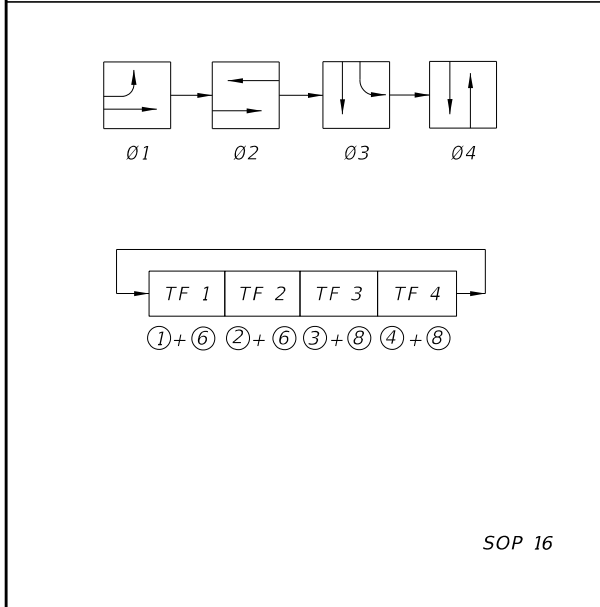 Ø1 Ø2 Ø3 Ø4
TF 1 TF 2 TF 3 TF 4
①+⑥ ②+⑥ ③+⑧ ④+⑧
SOP 16